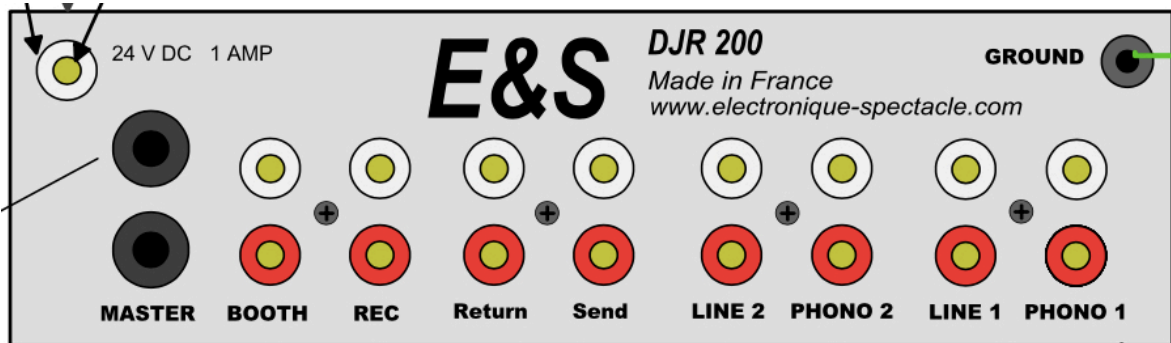 24 V DC 1 AMP
E&S
DJR 200
Made in France
www.electronique-spectacle.com
GROUND
MASTER BOOTH REC Return Send LINE 2 PHONO 2 LINE 1 PHONO 1